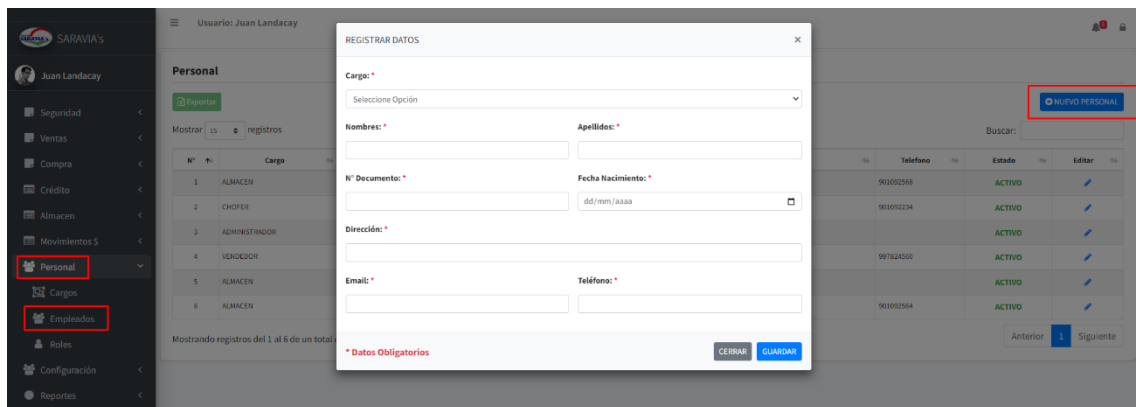 SARAVIA's
Juan Landacay
Seguridad
Ventas
Compra
Crédito
Almacen
Movimientos $
Personal
Cargos
Empleados
Roles
Configuración
Reportes
Usuario: Juan Landacay
Personal
Exportar
NUEVO PERSONAL
Mostrar 15 registros
Buscar:
N° Cargo Telefono Estado Editar
1 ALMACEN 901092568 ACTIVO
2 CHOFER 901092234 ACTIVO
3 ADMINISTRADOR ACTIVO
4 VENDEDOR 997824560 ACTIVO
5 ALMACEN ACTIVO
6 ALMACEN 901092564 ACTIVO
Mostrando registros del 1 al 6 de un total
Anterior 1 Siguiente
REGISTRAR DATOS ×
Cargo: *
Seleccione Opción
Nombres: * Apellidos: *
N° Documento: * Fecha Nacimiento: *
dd/mm/aaaa
Dirección: *
Email: * Teléfono: *
* Datos Obligatorios CERRAR GUARDAR